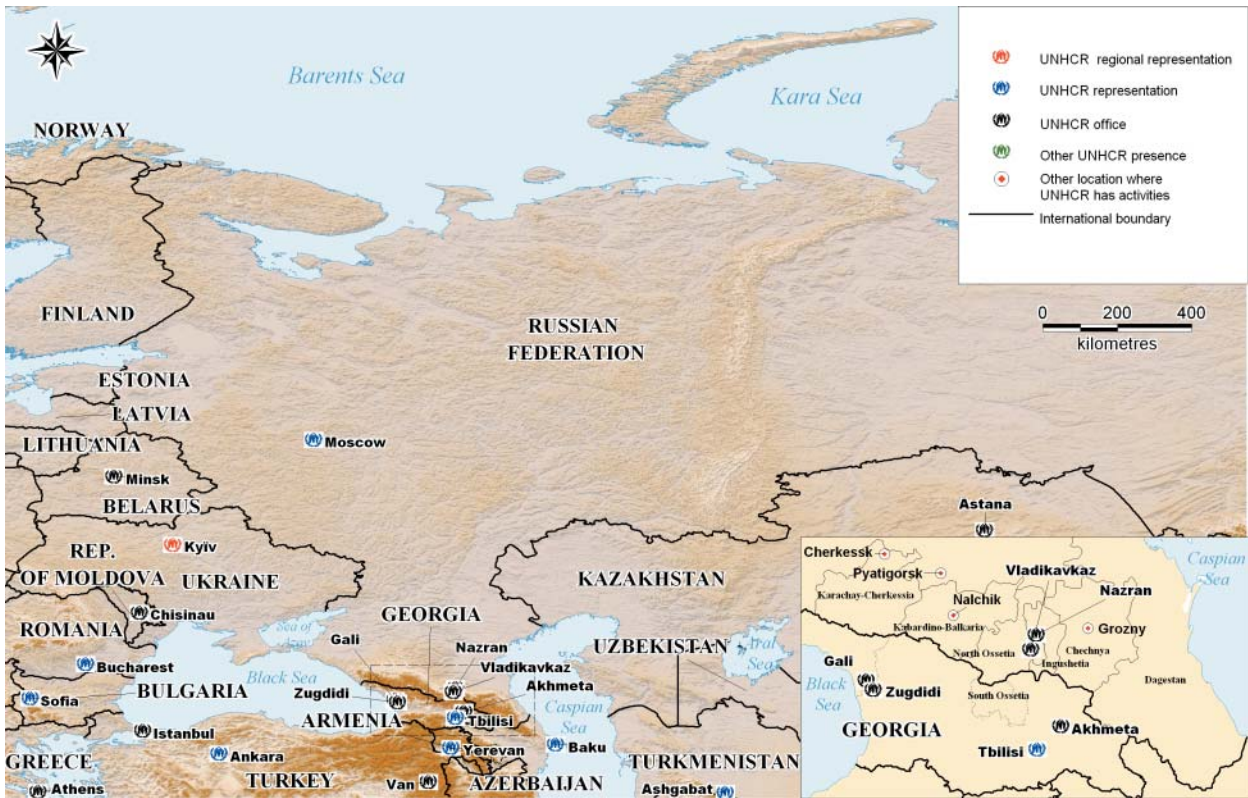 Barents Sea
Kara Sea
NORWAY
FINLAND
RUSSIAN
FEDERATION
ESTONIA
LATVIA
LITHUANIA
Moscow
Minsk
BELARUS
Astana
Kyïv
REP.
OF MOLDOVA
UKRAINE
KAZAKHSTAN
Chisinau
GEORGIA
ROMANIA
Sea of
Azov
Gali
Nazran
UZBEKISTAN
Aral
Sea
Bucharest
Vladikavkaz
BULGARIA
Black Sea
Zugdidi
Akhmeta
Sofia
Caspian
Sea
ARMENIA
Tbilisi
Istanbul
Ankara
Yerevan
Baku
GREECE
TURKEY
Van
AZERBAIJAN
TURKMENISTAN
Athens
Ashgabat
UNHCR regional representation
UNHCR representation
UNHCR office
Other UNHCR presence
Other location where
UNHCR has activities
International boundary
0 200 400
kilometres
Cherkessk
Caspian
Sea
Vladikavkaz
Pyatigorsk
Karachay-Cherkessia
Nazran
Nalchik
Kabardino-Balkaria
Grozny
North Ossetia
Chechnya
Ingushetia
Gali
Dagestan
Black
Sea
Zugdidi
South Ossetia
GEORGIA
Akhmeta
Tbilisi